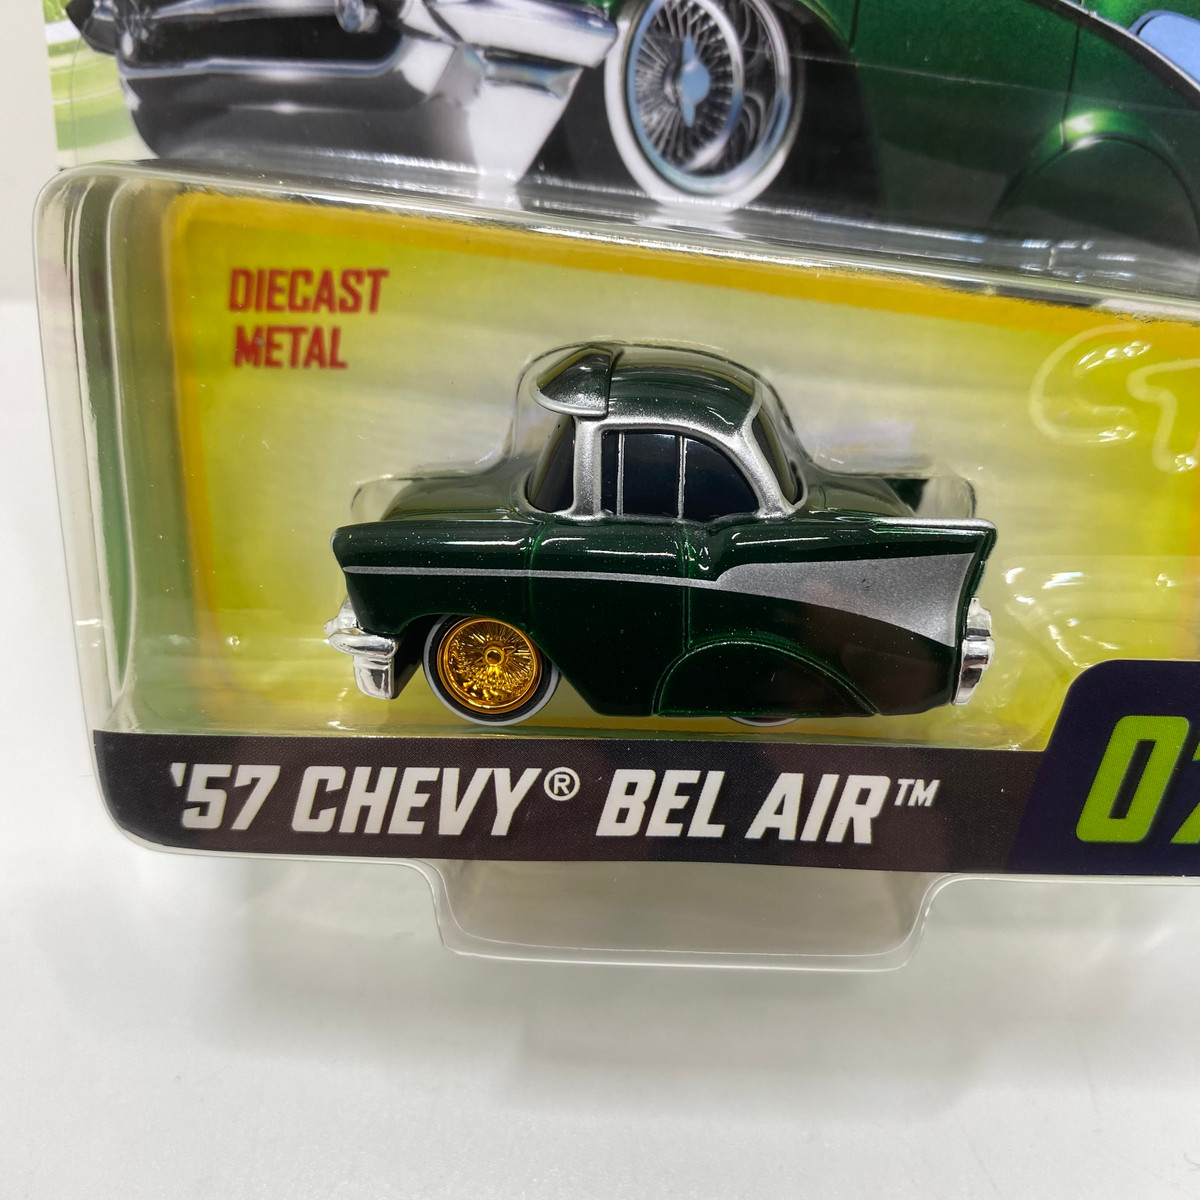 DIECAST
METAL
'57 CHEVY® BEL AIR™